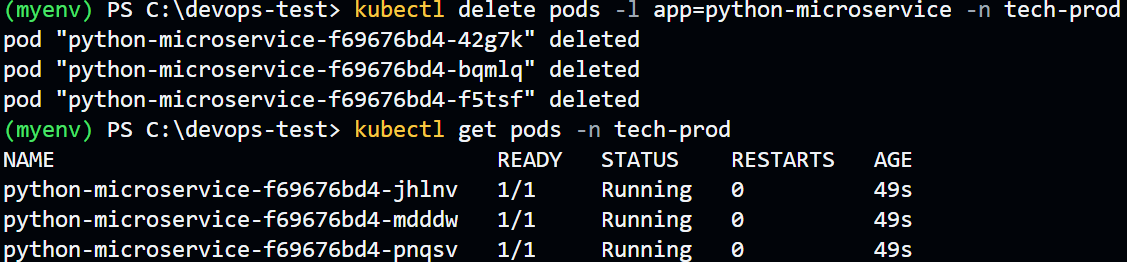 (myenv) PS C:\devops-test> kubectl delete pods -l app=python-microservice -n tech-prod
pod "python-microservice-f69676bd4-42g7k" deleted
pod "python-microservice-f69676bd4-bqmlq" deleted
pod "python-microservice-f69676bd4-f5tsf" deleted
(myenv) PS C:\devops-test> kubectl get pods -n tech-prod
NAME READY STATUS RESTARTS AGE
python-microservice-f69676bd4-jhlnv 1/1 Running 0 49s
python-microservice-f69676bd4-mdddw 1/1 Running 0 49s
python-microservice-f69676bd4-pnqsv 1/1 Running 0 49s